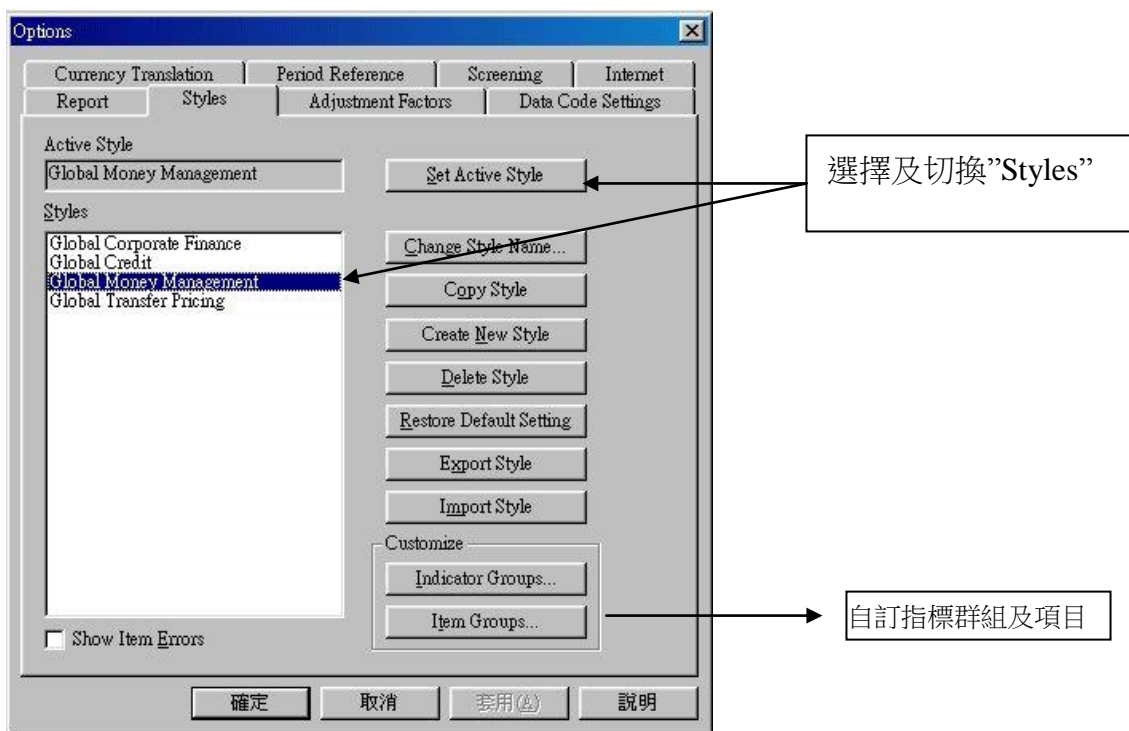 Options
Currency Translation Period Reference Screening Internet
Report Styles Adjustment Factors Data Code Settings
Active Style
Global Money Management
Set Active Style
Styles
Global Corporate Finance
Global Credit
Global Money Management
Global Transfer Pricing
Change Style Name...
Copy Style
Create New Style
Delete Style
Restore Default Setting
Export Style
Import Style
Customize
Indicator Groups...
Item Groups...
Show Item Errors
確定 取消 套用(A) 說明
選擇及切換”Styles”
自訂指標群組及項目